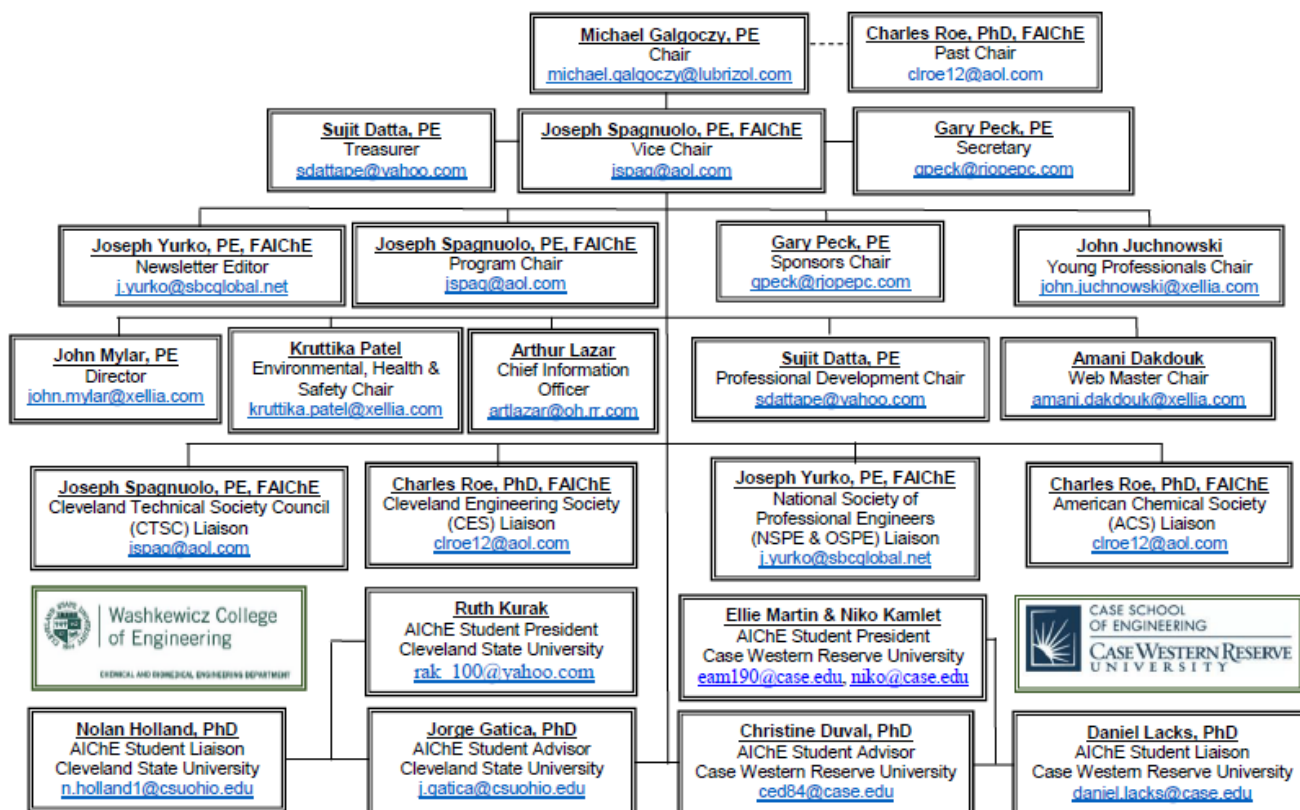 Michael Galgoczy, PE
Chair
michael.galgoczy@lubrizol.com
Charles Roe, PhD, FAIChE
Past Chair
clroe12@aol.com
Sujit Datta, PE
Treasurer
sdattape@yahoo.com
Joseph Spagnuolo, PE, FAIChE
Vice Chair
jspag@aol.com
Gary Peck, PE
Secretary
gpeck@rjopepc.com
Joseph Yurko, PE, FAIChE
Newsletter Editor
j.yurko@sbcglobal.net
Joseph Spagnuolo, PE, FAIChE
Program Chair
jspag@aol.com
Gary Peck, PE
Sponsors Chair
gpeck@rjopepc.com
John Juchnowski
Young Professionals Chair
john.juchnowski@xellia.com
John Mylar, PE
Director
john.mylar@xellia.com
Kruttika Patel
Environmental, Health &
Safety Chair
kruttika.patel@xellia.com
Arthur Lazar
Chief Information
Officer
artlazar@oh.rr.com
Sujit Datta, PE
Professional Development Chair
sdattape@yahoo.com
Amani Dakdouk
Web Master Chair
amani.dakdouk@xellia.com
Joseph Spagnuolo, PE, FAIChE
Cleveland Technical Society Council
(CTSC) Liaison
jspag@aol.com
Charles Roe, PhD, FAIChE
Cleveland Engineering Society
(CES) Liaison
clroe12@aol.com
Joseph Yurko, PE, FAIChE
National Society of
Professional Engineers
(NSPE & OSPE) Liaison
j.yurko@sbcglobal.net
Charles Roe, PhD, FAIChE
American Chemical Society
(ACS) Liaison
clroe12@aol.com
Washkewicz College
of Engineering
CHEMICAL AND BIOMEDICAL ENGINEERING DEPARTMENT
Ruth Kurak
AIChE Student President
Cleveland State University
rak_100@yahoo.com
Ellie Martin & Niko Kamlet
AIChE Student President
Case Western Reserve University
eam190@case.edu, niko@case.edu
CASE SCHOOL
OF ENGINEERING
CASE WESTERN RESERVE
UNIVERSITY
Nolan Holland, PhD
AIChE Student Liaison
Cleveland State University
n.holland1@csuohio.edu
Jorge Gatica, PhD
AIChE Student Advisor
Cleveland State University
j.gatica@csuohio.edu
Christine Duval, PhD
AIChE Student Advisor
Case Western Reserve University
ced84@case.edu
Daniel Lacks, PhD
AIChE Student Liaison
Case Western Reserve University
daniel.lacks@case.edu